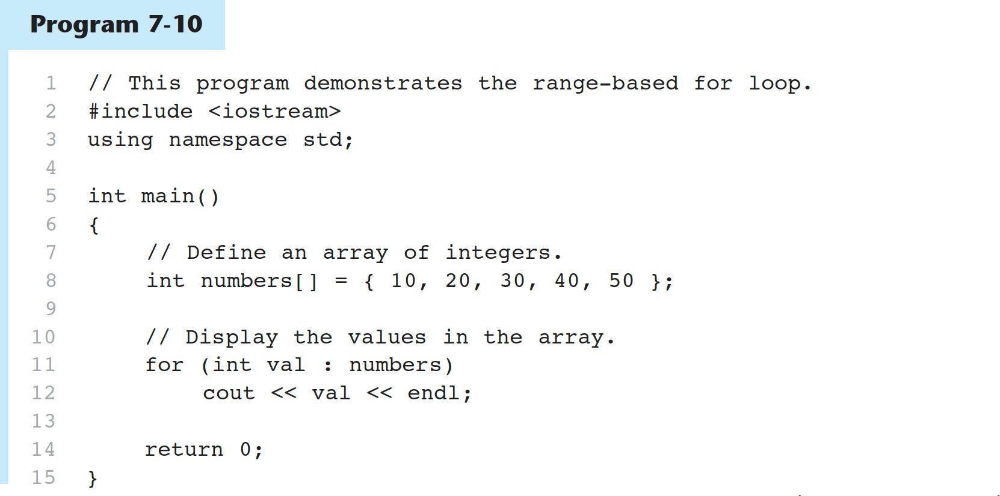 Program 7-10
1 // This program demonstrates the range-based for loop.
2 #include <iostream>
3 using namespace std;
4
5 int main()
6 {
7 // Define an array of integers.
8 int numbers[] = { 10, 20, 30, 40, 50 };
9
10 // Display the values in the array.
11 for (int val : numbers)
12 cout << val << endl;
13
14 return 0;
15 }